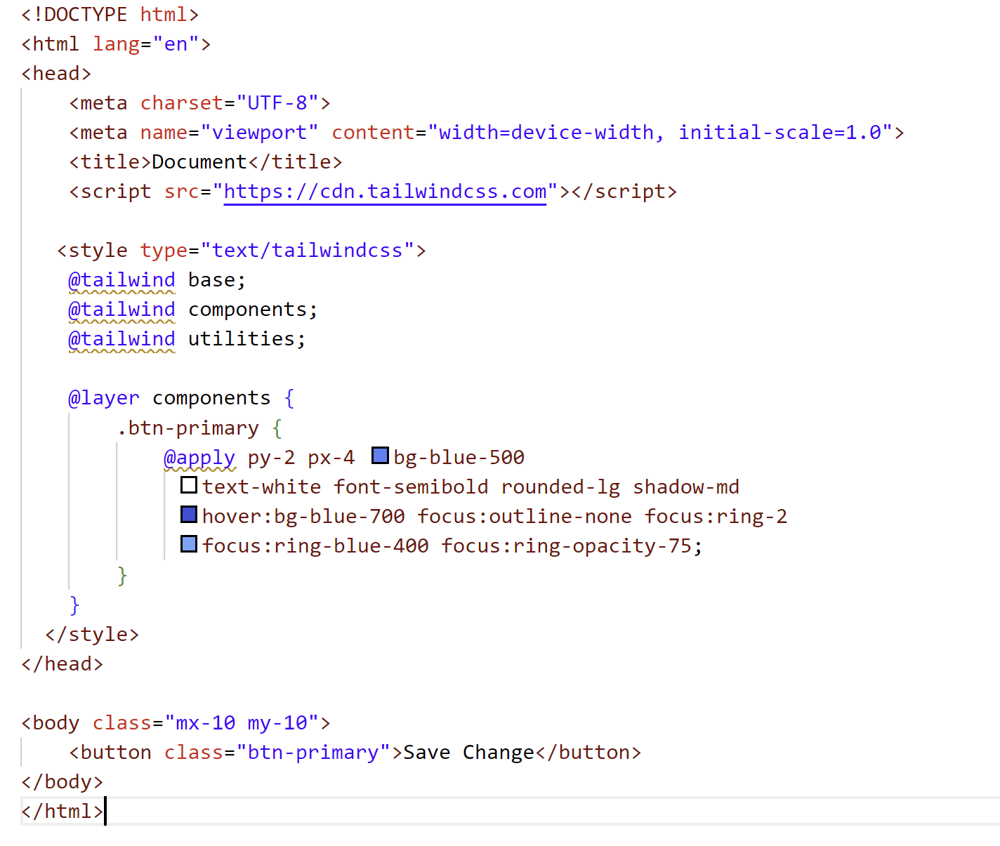 <!DOCTYPE html>
<html lang="en">
<head>
    <meta charset="UTF-8">
    <meta name="viewport" content="width=device-width, initial-scale=1.0">
    <title>Document</title>
    <script src="https://cdn.tailwindcss.com"></script>

   <style type="text/tailwindcss">
    @tailwind base;
    @tailwind components;
    @tailwind utilities;

    @layer components {
        .btn-primary {
            @apply py-2 px-4 bg-blue-500
             text-white font-semibold rounded-lg shadow-md
             hover:bg-blue-700 focus:outline-none focus:ring-2
             focus:ring-blue-400 focus:ring-opacity-75;
        }
    }
  </style>
</head>

<body class="mx-10 my-10">
    <button class="btn-primary">Save Change</button>
</body>
</html>